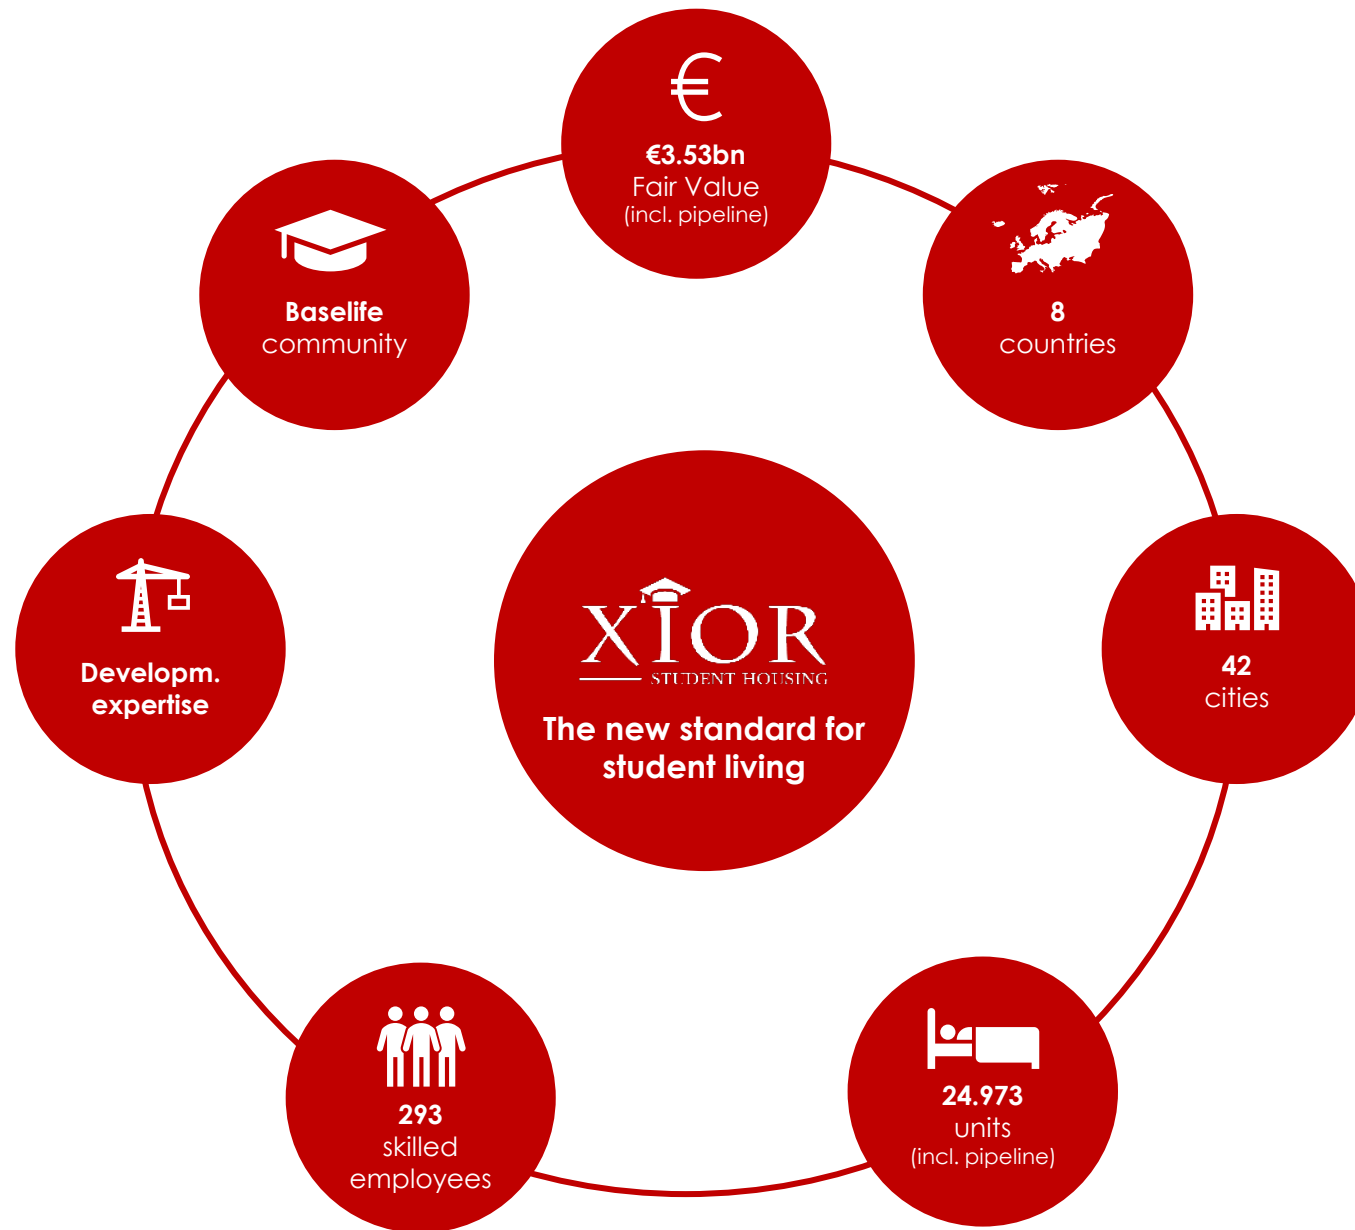 €
€3.53bn
Fair Value
(incl. pipeline)
8
countries
42
cities
24.973
units
(incl. pipeline)
293
skilled
employees
Developm.
expertise
Baselife
community
XIOR
STUDENT HOUSING
The new standard for
student living